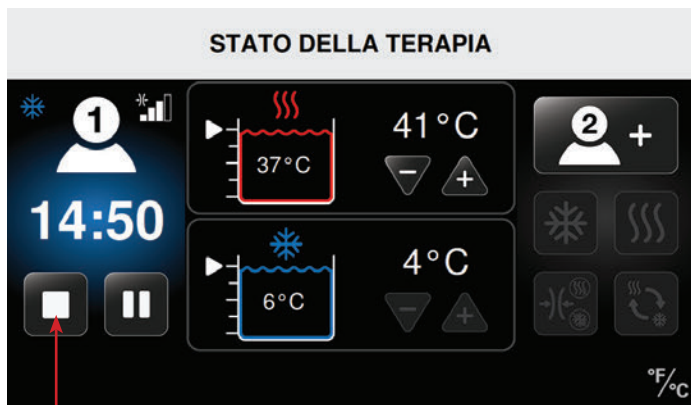 STATO DELLA TERAPIA
1
14:50
37°C
41°C
6°C
4°C
2 +
°F/°C